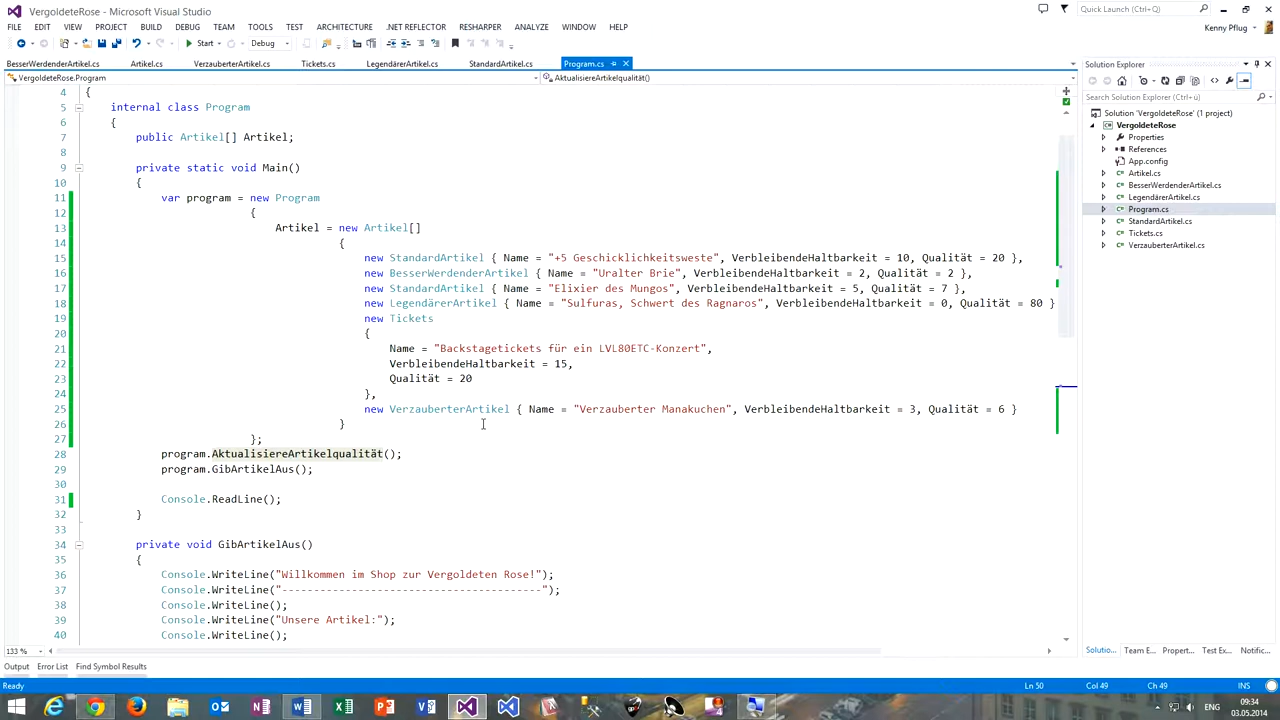 VergoldeteRose - Microsoft Visual Studio
Quick Launch (Ctrl+Q)
FILE EDIT VIEW PROJECT BUILD DEBUG TEAM TOOLS TEST ARCHITECTURE .NET REFLECTOR RESHARPER ANALYZE WINDOW HELP
Kenny Pflug
Start Debug
BesserWerdenderArtikel.cs Artikel.cs VerzauberterArtikel.cs Tickets.cs LegendärerArtikel.cs StandardArtikel.cs Program.cs
VergoldeteRose.Program AktualisiereArtikelqualität()
4 {
5 internal class Program
6 {
7 public Artikel[] Artikel;
8
9 private static void Main()
10 {
11 var program = new Program
12 {
13 Artikel = new Artikel[]
14 {
15 new StandardArtikel { Name = "+5 Geschicklichkeitsweste", VerbleibendeHaltbarkeit = 10, Qualität = 20 },
16 new BesserWerdenderArtikel { Name = "Uralter Brie", VerbleibendeHaltbarkeit = 2, Qualität = 2 },
17 new StandardArtikel { Name = "Elixier des Mungos", VerbleibendeHaltbarkeit = 5, Qualität = 7 },
18 new LegendärerArtikel { Name = "Sulfuras, Schwert des Ragnaros", VerbleibendeHaltbarkeit = 0, Qualität = 80 }
19 new Tickets
20 {
21 Name = "Backstagetickets für ein LVL80ETC-Konzert",
22 VerbleibendeHaltbarkeit = 15,
23 Qualität = 20
24 },
25 new VerzauberterArtikel { Name = "Verzauberter Manakuchen", VerbleibendeHaltbarkeit = 3, Qualität = 6 }
26 }
27 };
28 program.AktualisiereArtikelqualität();
29 program.GibArtikelAus();
30
31 Console.ReadLine();
32 }
33
34 private void GibArtikelAus()
35 {
36 Console.WriteLine("Willkommen im Shop zur Vergoldeten Rose!");
37 Console.WriteLine("-----------------------------------------");
38 Console.WriteLine();
39 Console.WriteLine("Unsere Artikel:");
40 Console.WriteLine();
133 %
Output Error List Find Symbol Results
Solution Explorer
Search Solution Explorer (Ctrl+ü)
Solution 'VergoldeteRose' (1 project)
VergoldeteRose
Properties
References
App.config
Artikel.cs
BesserWerdenderArtikel.cs
LegendärerArtikel.cs
Program.cs
StandardArtikel.cs
Tickets.cs
VerzauberterArtikel.cs
Solutio... Team E... Propert... Test Ex... Notific...
Ready Ln 50 Col 49 Ch 49 INS
ENG 09:34
03.05.2014